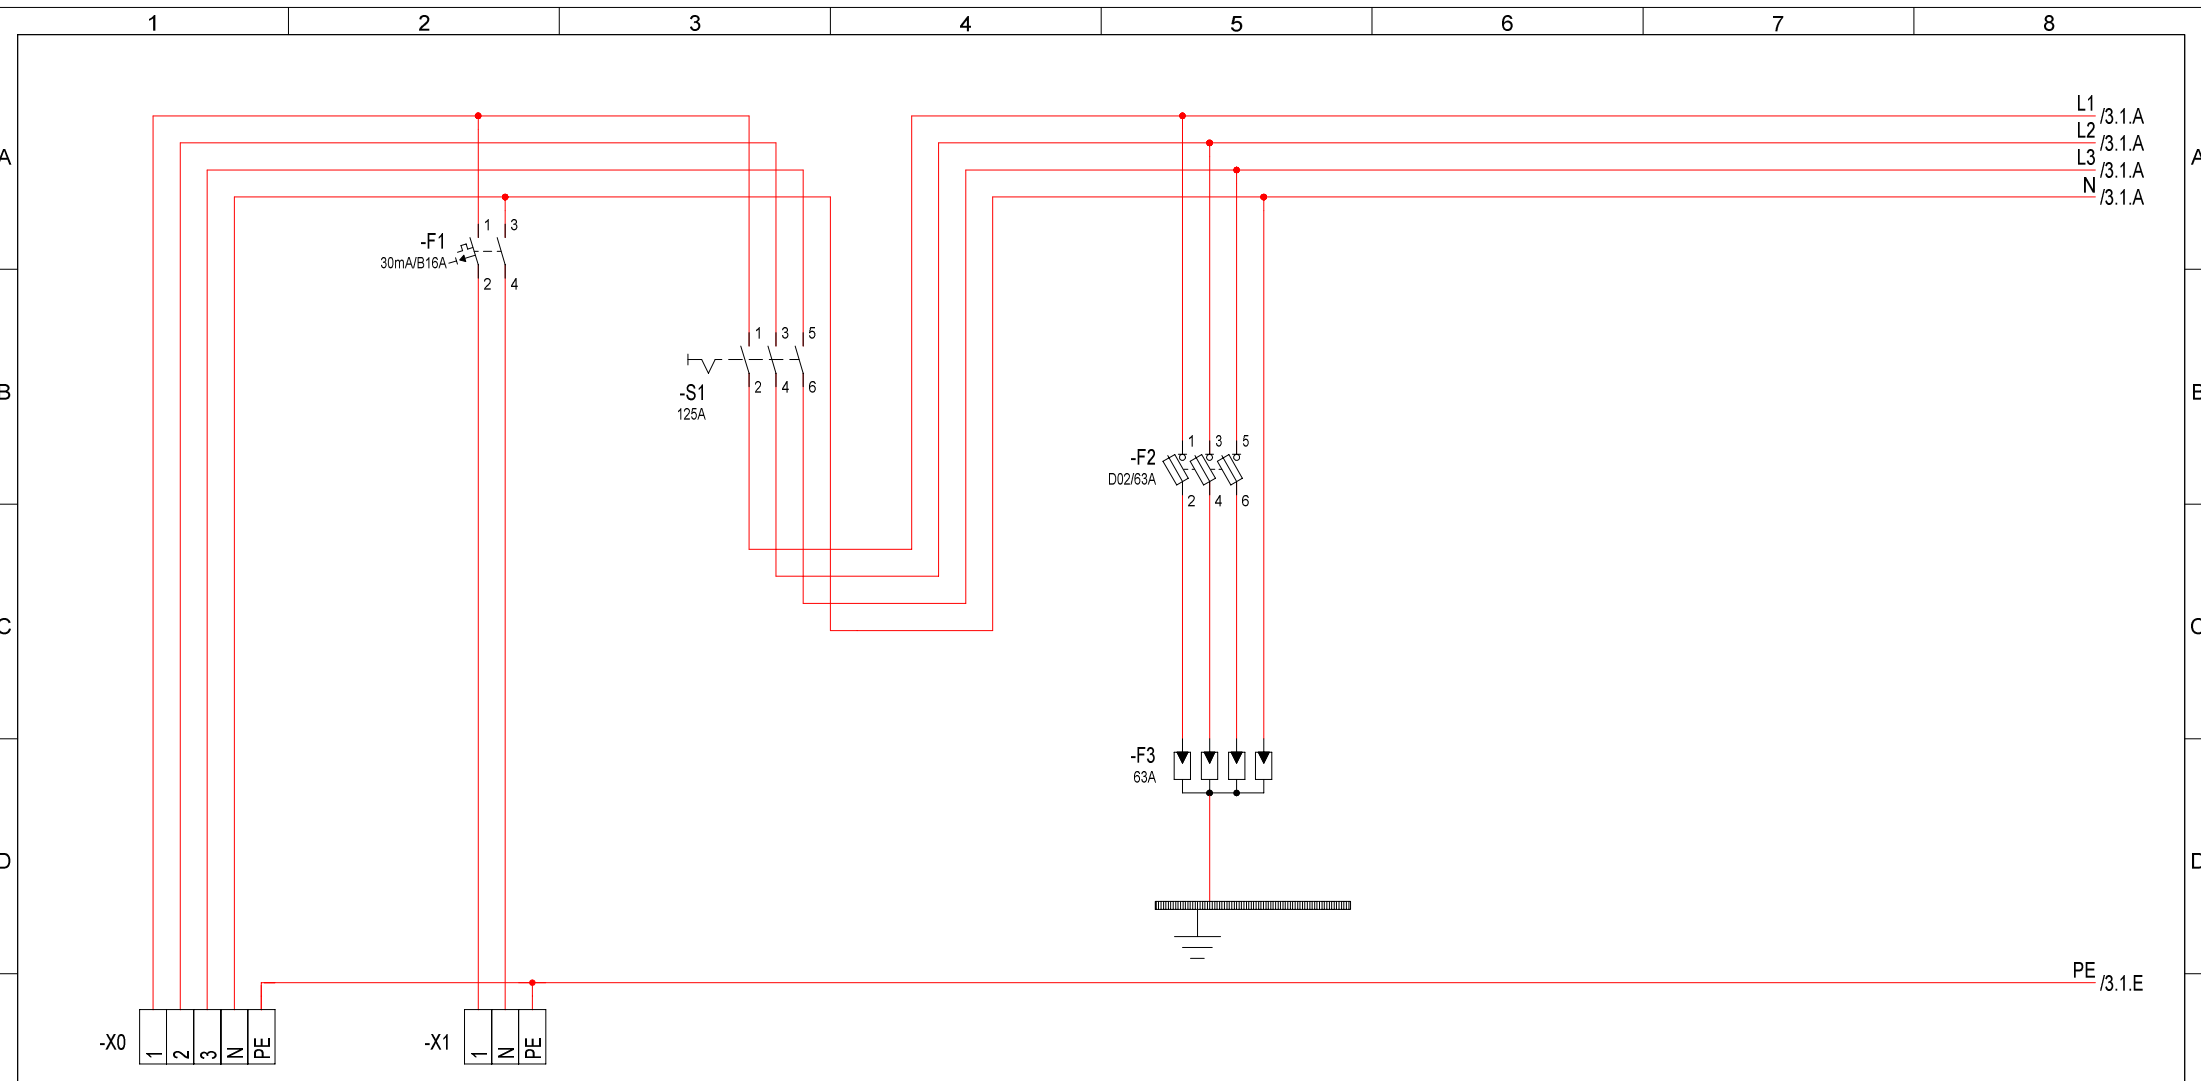 1 2 3 4 5 6 7 8
L1 /3.1.A
L2 /3.1.A
L3 /3.1.A
N /3.1.A
A A
1 3
-F1
30mA/B16A
2 4
1 3 5
2 4 6
-S1
125A
B B
1 3 5
-F2
D02/63A
2 4 6
C C
-F3
63A
D D
PE /3.1.E
-X0 1 2 3 N PE
-X1 1 N PE